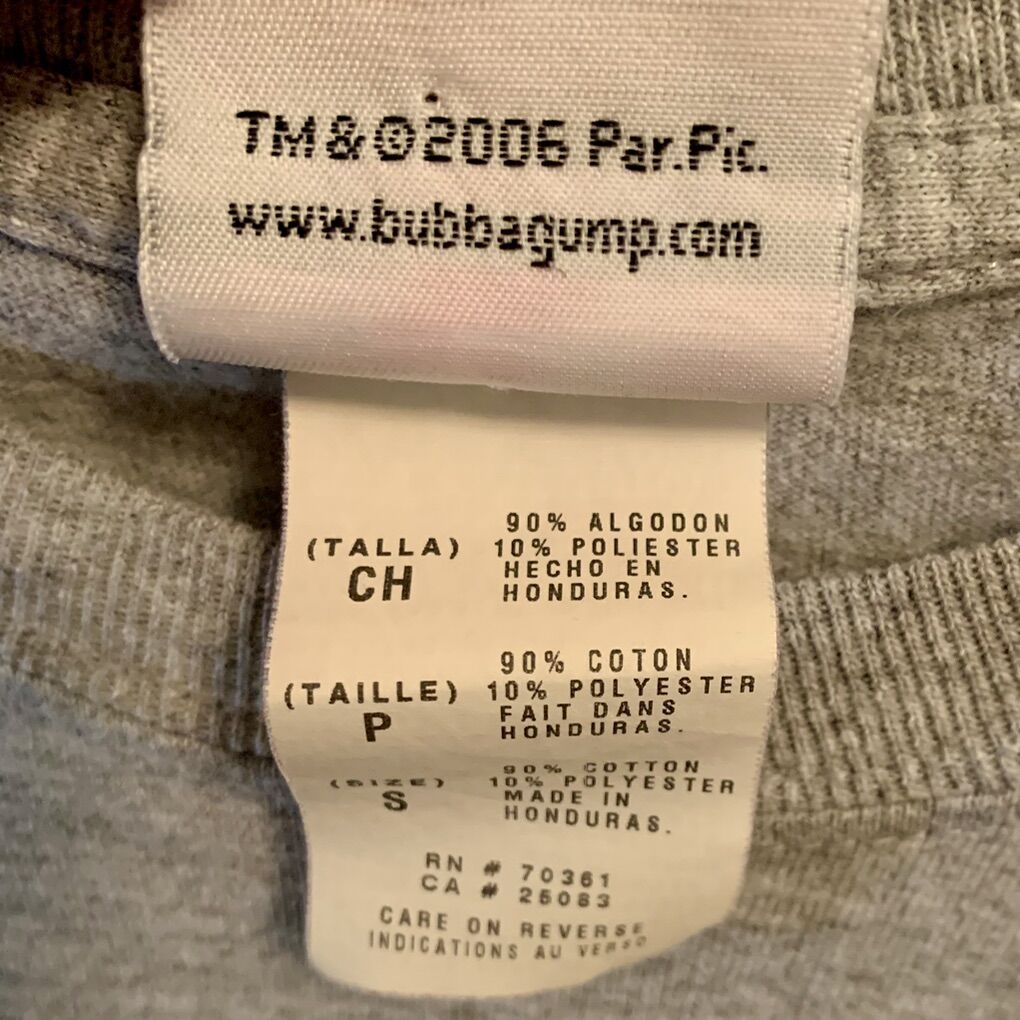 TM&©2006 Par.Pic.
www.bubbagump.com
(TALLA)
CH
90% ALGODON
10% POLIESTER
HECHO EN
HONDURAS.
(TAILLE)
P
90% COTON
10% POLYESTER
FAIT DANS
HONDURAS.
(SIZE)
S
90% COTTON
10% POLYESTER
MADE IN
HONDURAS.
RN # 70361
CA # 25083
CARE ON REVERSE
INDICATIONS AU VERSO